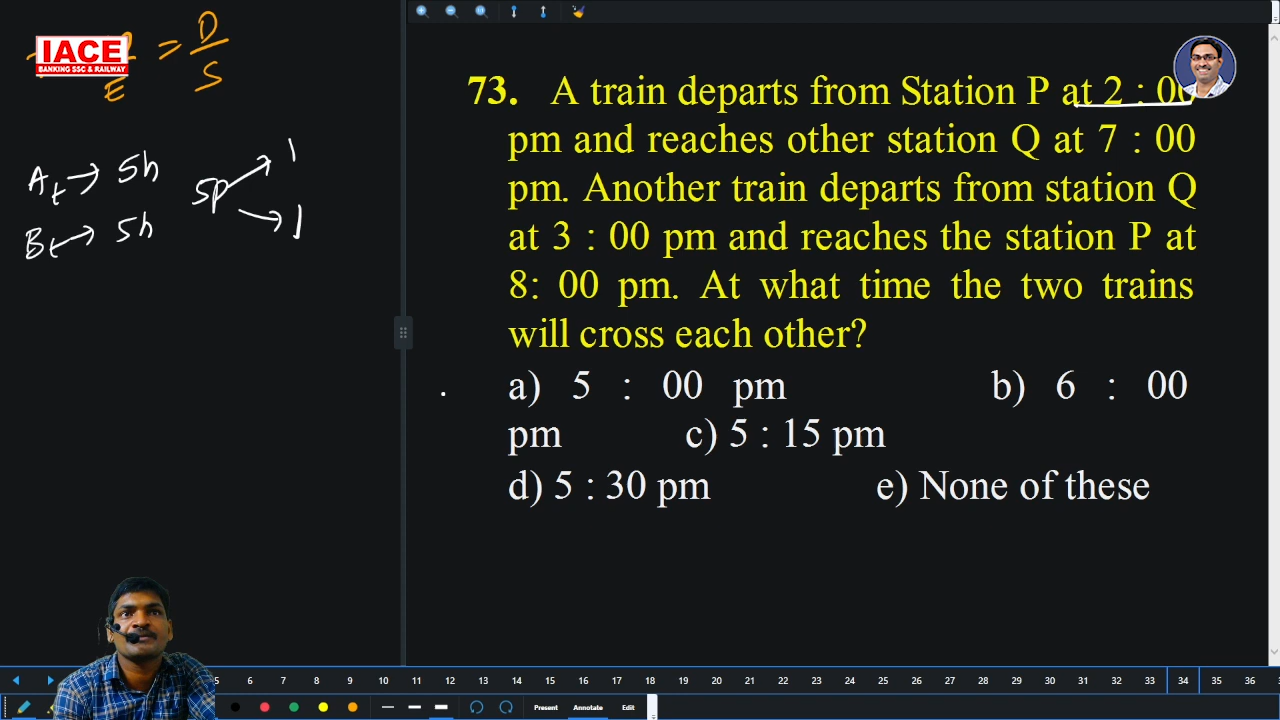 IACE
BANKING SSC & RAILWAY
E = D
S
A t → 5h
B t → 5h
SP → 1
→ 1
73. A train departs from Station P at 2 : 00
pm and reaches other station Q at 7 : 00
pm. Another train departs from station Q
at 3 : 00 pm and reaches the station P at
8: 00 pm. At what time the two trains
will cross each other?
a) 5 : 00 pm b) 6 : 00
pm c) 5 : 15 pm
d) 5 : 30 pm e) None of these
5 6 7 8 9 10 11 12 13 14 15 16 17 18 19 20 21 22 23 24 25 26 27 28 29 30 31 32 33 34 35 36
Present Annotate Edit